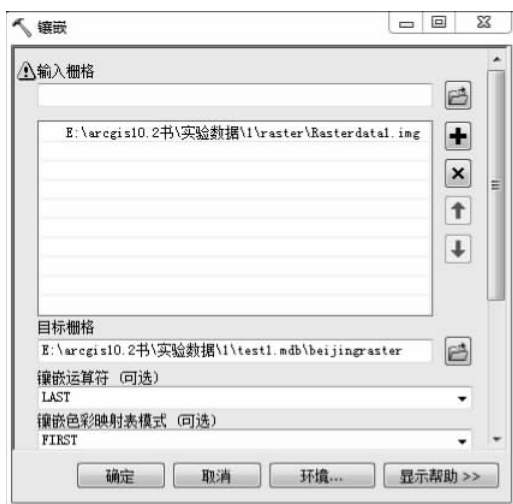 镶嵌
输入栅格
E:\arcgis10.2书\实验数据\1\raster\Rasterdata1.img
目标栅格
E:\arcgis10.2书\实验数据\1\test1.mdb\beijingraster
镶嵌运算符（可选）
LAST
镶嵌色彩映射表模式（可选）
FIRST
确定 取消 环境... 显示帮助 >>